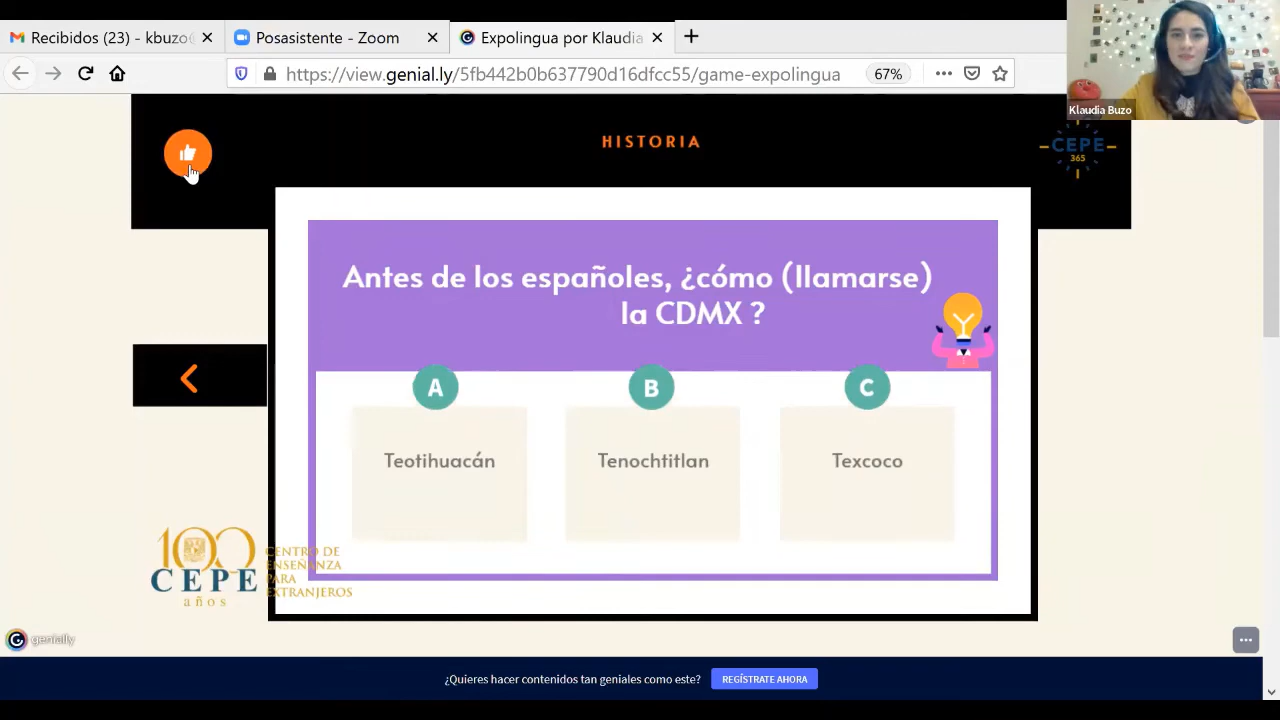 Recibidos (23) - kbuzo
Posasistente - Zoom
Expolingua por Klaudia
https://view.genial.ly/5fb442b0b637790d16dfcc55/game-expolingua
67%
Klaudia Buzo
HISTORIA
CEPE
365
Antes de los españoles, ¿cómo (llamarse)
la CDMX ?
A
B
C
Teotihuacán
Tenochtitlan
Texcoco
100
CEPE
años
CENTRO DE
ENSEÑANZA
PARA
EXTRANJEROS
genially
¿Quieres hacer contenidos tan geniales como este?
REGÍSTRATE AHORA